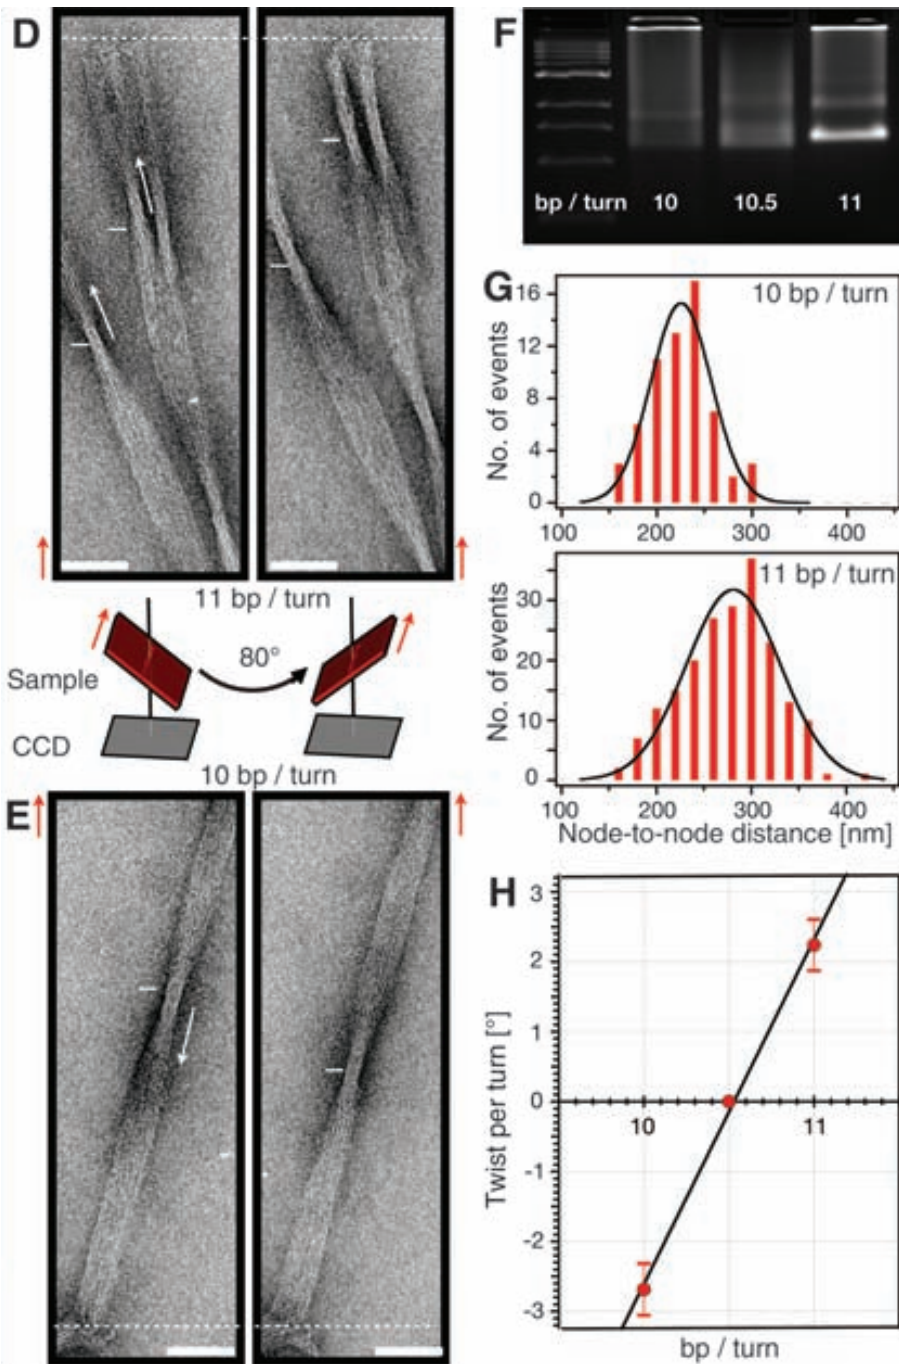 D
F
bp / turn 10 10.5 11
G
10 bp / turn
No. of events
16
12
8
4
0
100 200 300 400
11 bp / turn
No. of events
30
20
10
0
100 200 300 400
Node-to-node distance [nm]
11 bp / turn
80°
Sample
CCD
10 bp / turn
E
H
Twist per turn [°]
3
2
1
0
-1
-2
-3
10 11
bp / turn